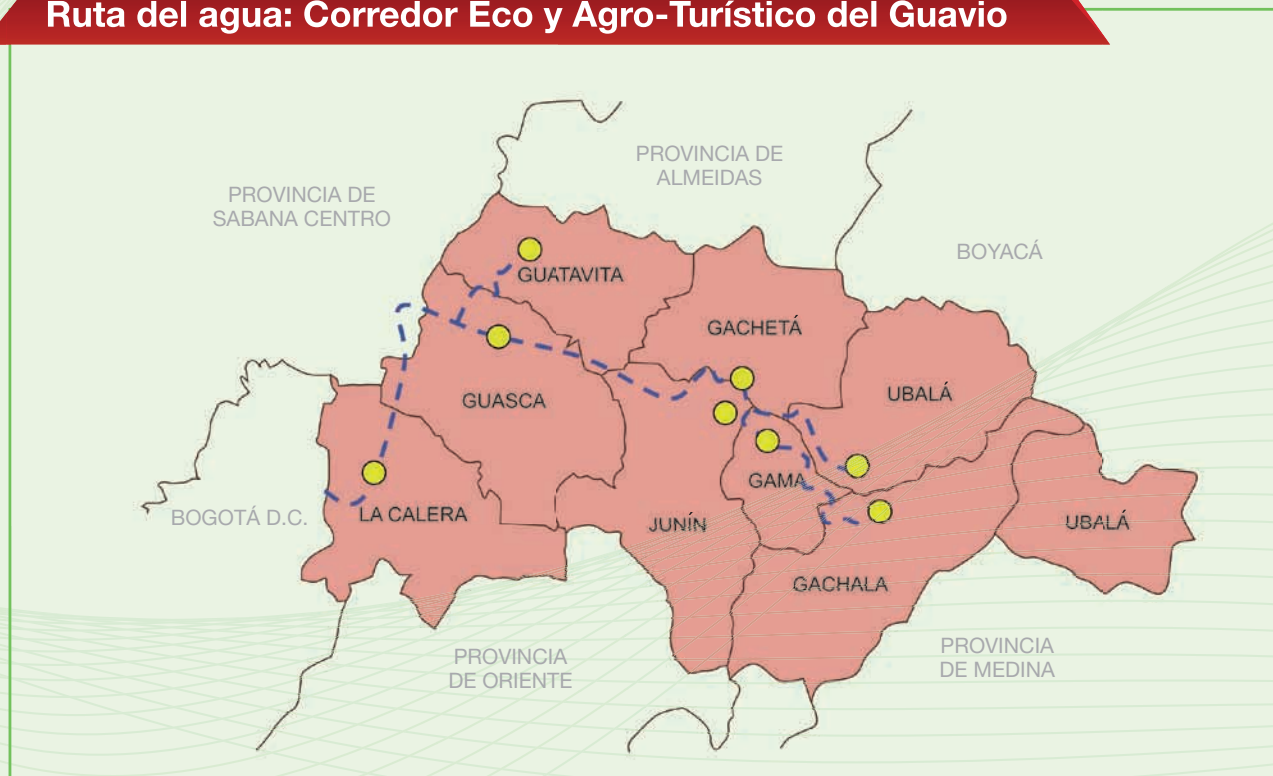 Ruta del agua: Corredor Eco y Agro-Turístico del Guavio
PROVINCIA DE
ALMEIDAS
PROVINCIA DE
SABANA CENTRO
BOYACÁ
GUATAVITA
GACHETÁ
UBALÁ
GUASCA
GAMA
LA CALERA
BOGOTÁ D.C.
JUNÍN
UBALÁ
GACHALA
PROVINCIA
DE ORIENTE
PROVINCIA
DE MEDINA